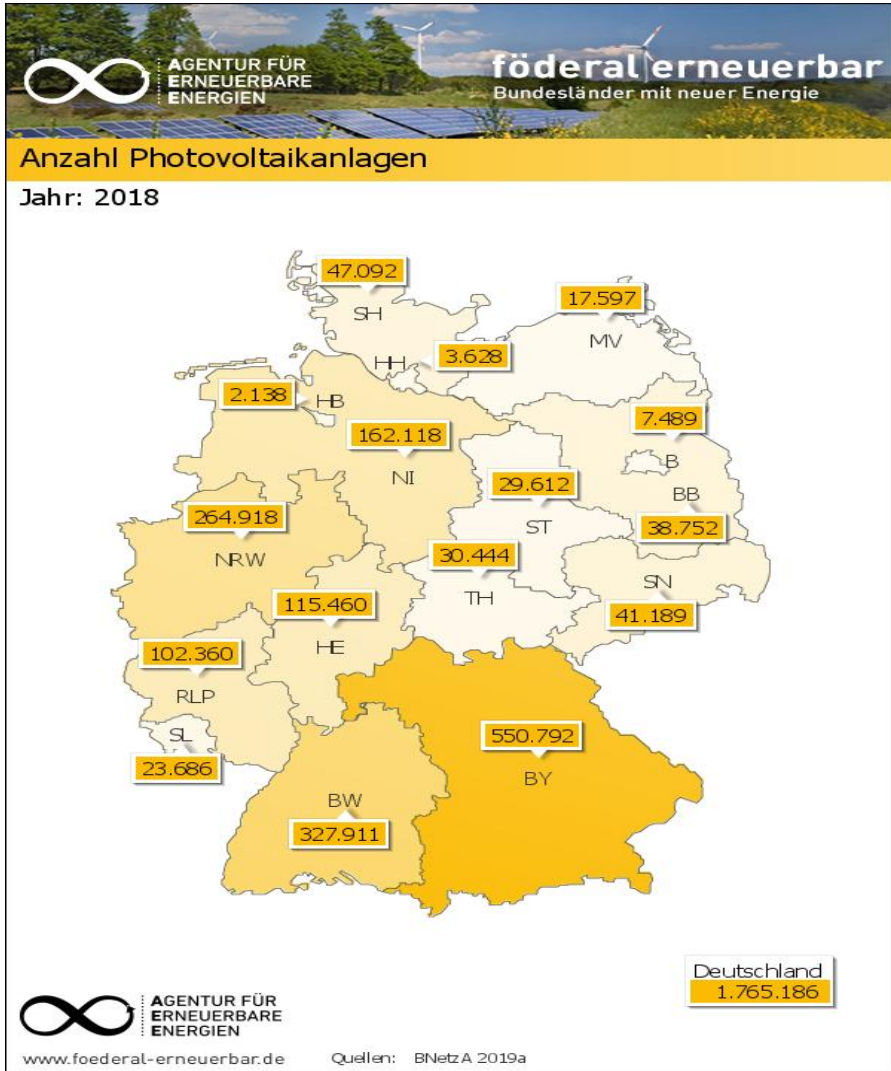 AGENTUR FÜR
ERNEUERBARE
ENERGIEN
föderal erneuerbar
Bundesländer mit neuer Energie
Anzahl Photovoltaikanlagen
Jahr: 2018
47.092
SH
17.597
MV
HH
3.628
2.138
HB
7.489
B
162.118
NI
29.612
ST
BB
38.752
264.918
NRW
30.444
TH
SN
41.189
115.460
HE
102.360
RLP
SL
23.686
550.792
BY
BW
327.911
Deutschland
1.765.186
AGENTUR FÜR
ERNEUERBARE
ENERGIEN
www.foederal-erneuerbar.de Quellen: BNetzA 2019a